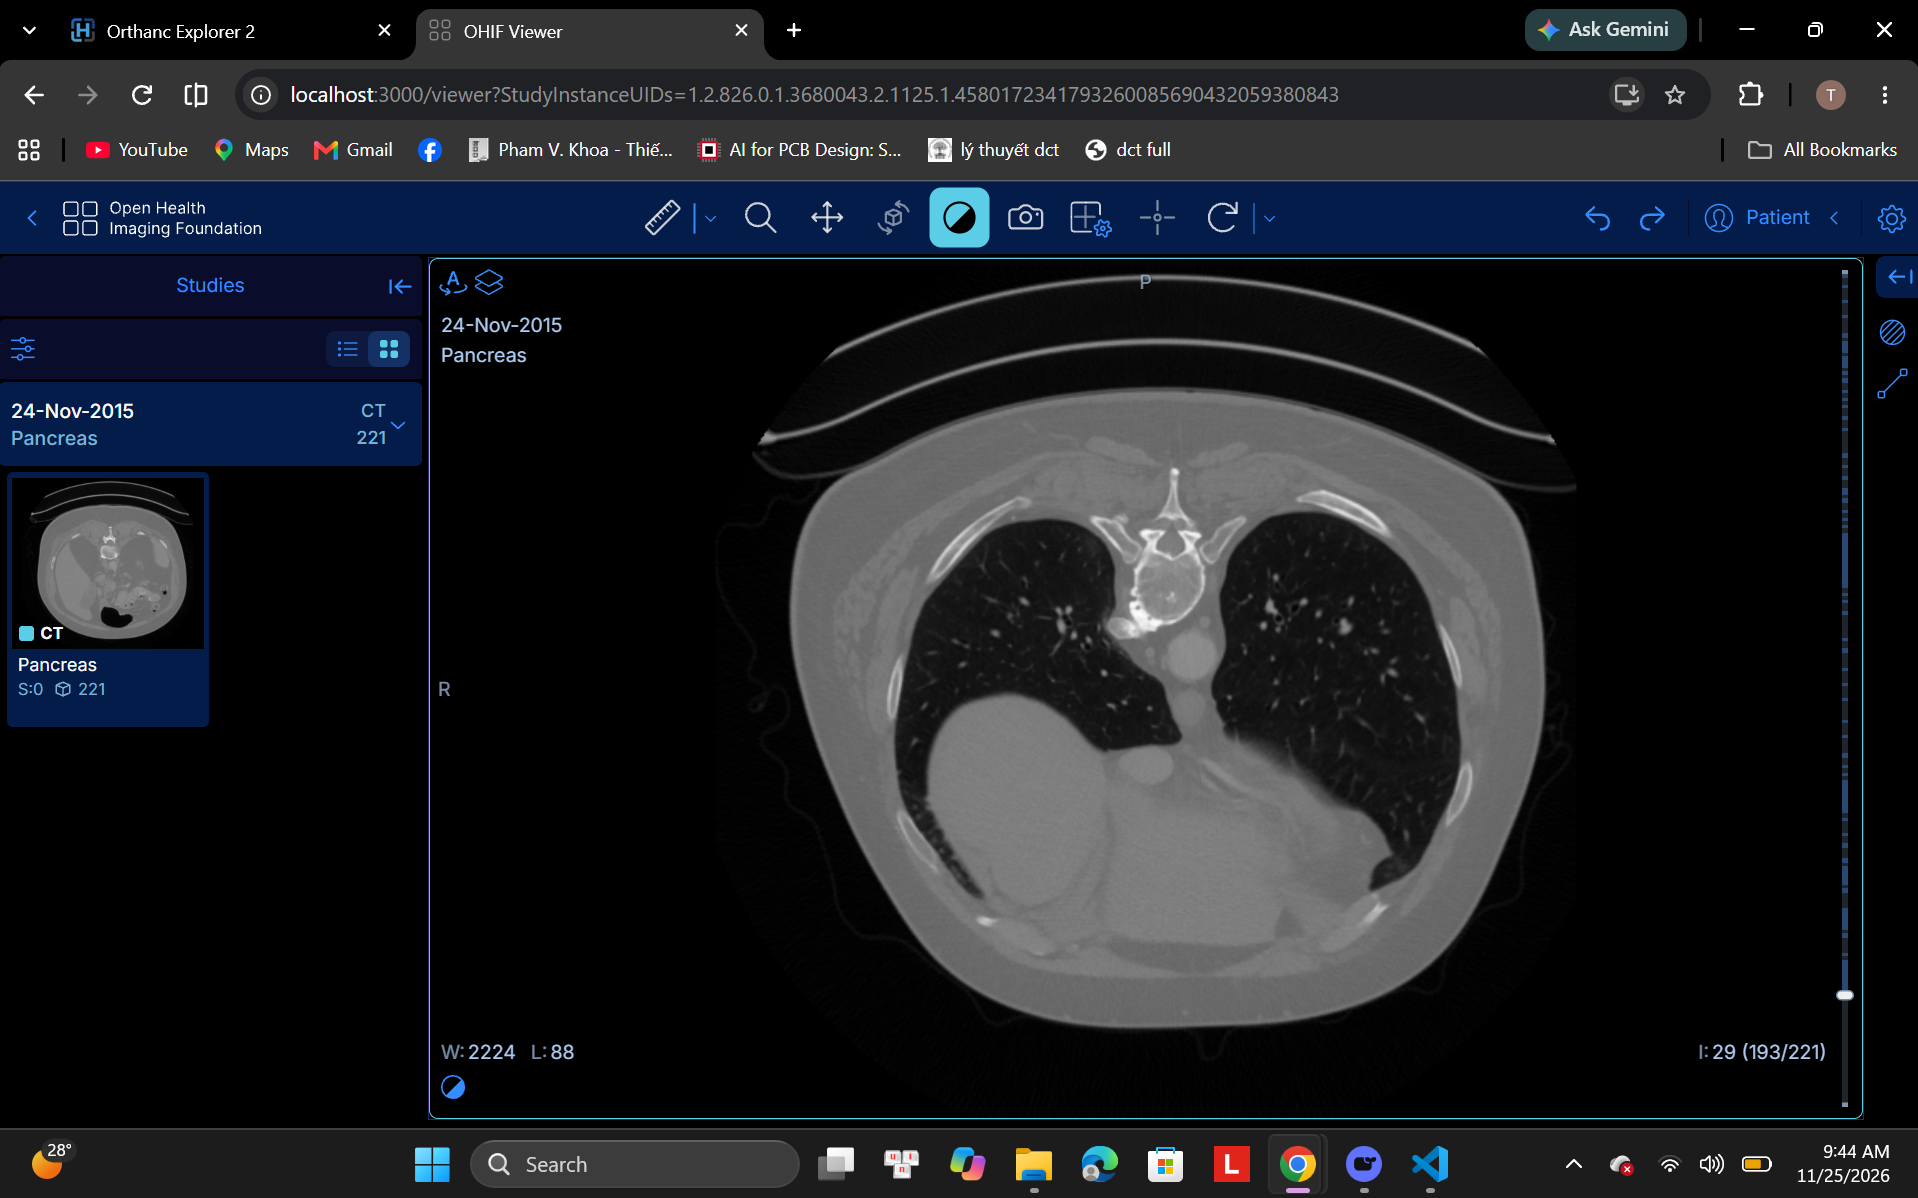 Orthanc Explorer 2
OHIF Viewer
Ask Gemini
localhost:3000/viewer?StudyInstanceUIDs=1.2.826.0.1.3680043.2.1125.1.45801723417932600856904320593808​43
T
YouTube
Maps
Gmail
Pham V. Khoa - Thiế...
AI for PCB Design: S...
lý thuyết dct
dct full
All Bookmarks
Open Health
Imaging Foundation
Patient
Studies
24-Nov-2015
CT
Pancreas
221
CT
Pancreas
S:0 221
A
P
24-Nov-2015
Pancreas
R
W: 2224 L: 88
I: 29 (193/221)
28°
Search
L
9:44 AM
11/25/2026